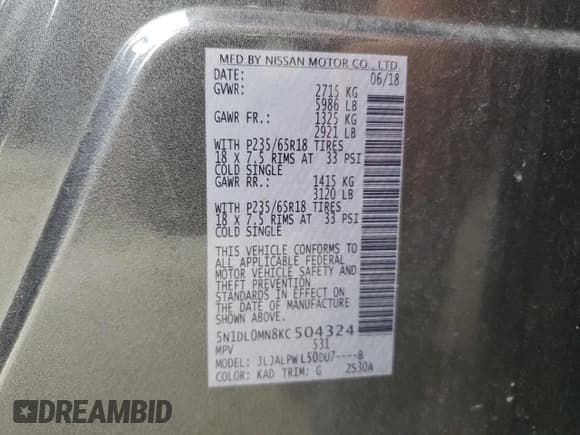 MFD BY NISSAN MOTOR CO., LTD.
DATE: 06/18
GVWR: 2715 KG
5986 LB
GAWR FR.: 1325 KG
2921 LB
WITH P235/65R18 TIRES
18 X 7.5 RIMS AT 33 PSI
COLD SINGLE
GAWR RR.: 1415 KG
3120 LB
WITH P235/65R18 TIRES
18 X 7.5 RIMS AT 33 PSI
COLD SINGLE
THIS VEHICLE CONFORMS TO
ALL APPLICABLE FEDERAL
MOTOR VEHICLE SAFETY AND
THEFT PREVENTION
STANDARDS IN EFFECT ON
THE DATE OF MANUFACTURE
SHOWN ABOVE.
5N1DL0MN8KC504324
MPV 531
JLJALPWL50DU7----B
COLOR: KAD TRIM: G 2S30A
DREAMBID